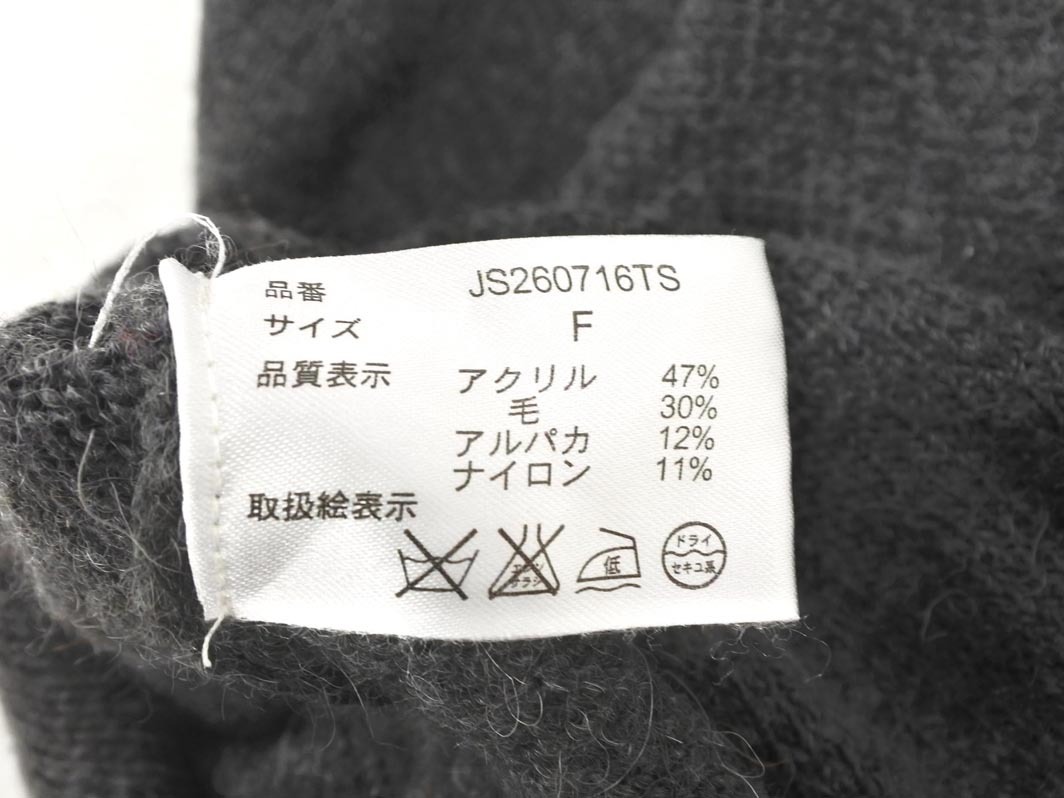 品番 JS260716TS
サイズ F
品質表示 アクリル 47%
毛 30%
アルパカ 12%
ナイロン 11%
取扱絵表示
低
ドライ
セキユ系